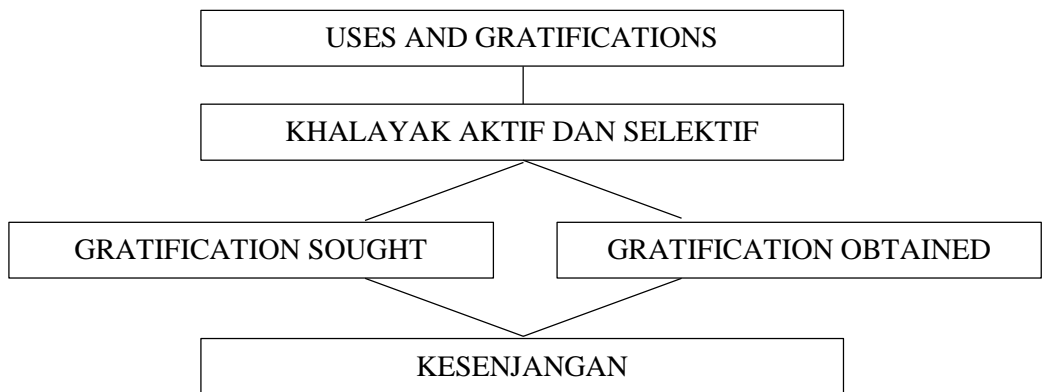 USES AND GRATIFICATIONS
KHALAYAK AKTIF DAN SELEKTIF
GRATIFICATION SOUGHT
GRATIFICATION OBTAINED
KESENJANGAN